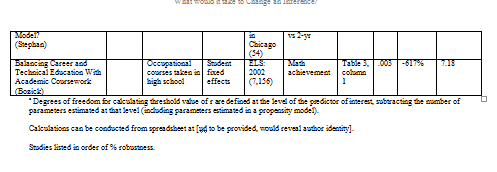 What would it take to Change an Inference?
Model? in vs 2-yr
(Stephan) Chicago
(54)
Balancing Career and Occupational Student ELS: Math Table 3, .003 -617% 7.18
Technical Education With courses taken in fixed 2002 achievement column
Academic Coursework high school effects (7,156) 1
(Bozick)
* Degrees of freedom for calculating threshold value of r are defined at the level of the predictor of interest, subtracting the number of
parameters estimated at that level (including parameters estimated in a propensity model).
Calculations can be conducted from spreadsheet at [url to be provided, would reveal author identity].
Studies listed in order of % robustness.